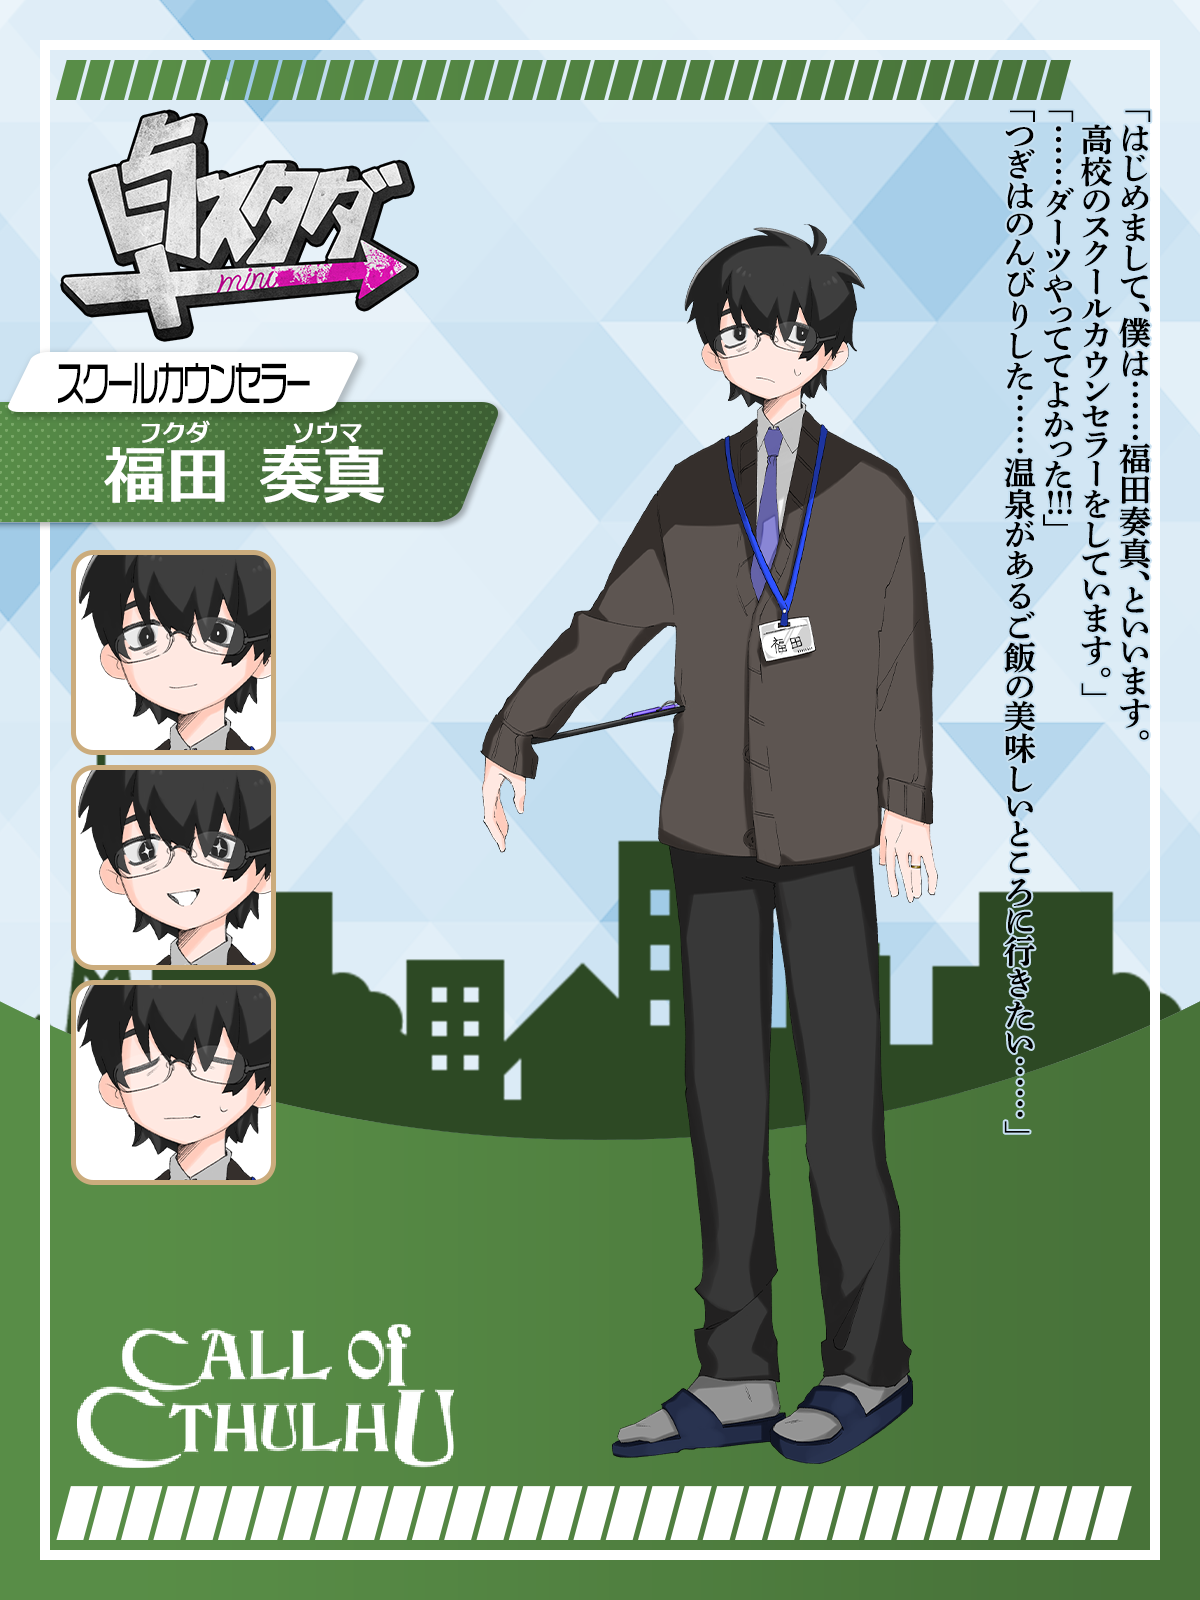 卓スタダ
mini
スクールカウンセラー
フクダ ソウマ
福田 奏真
「はじめまして、僕は……福田奏真、といいます。
高校のスクールカウンセラーをしています。」
「……ダーツやっててよかった!!!」
「つぎはのんびりした……温泉があるご飯の美味しいところに行きたい……」
福田
CALL Of
CTHULHU